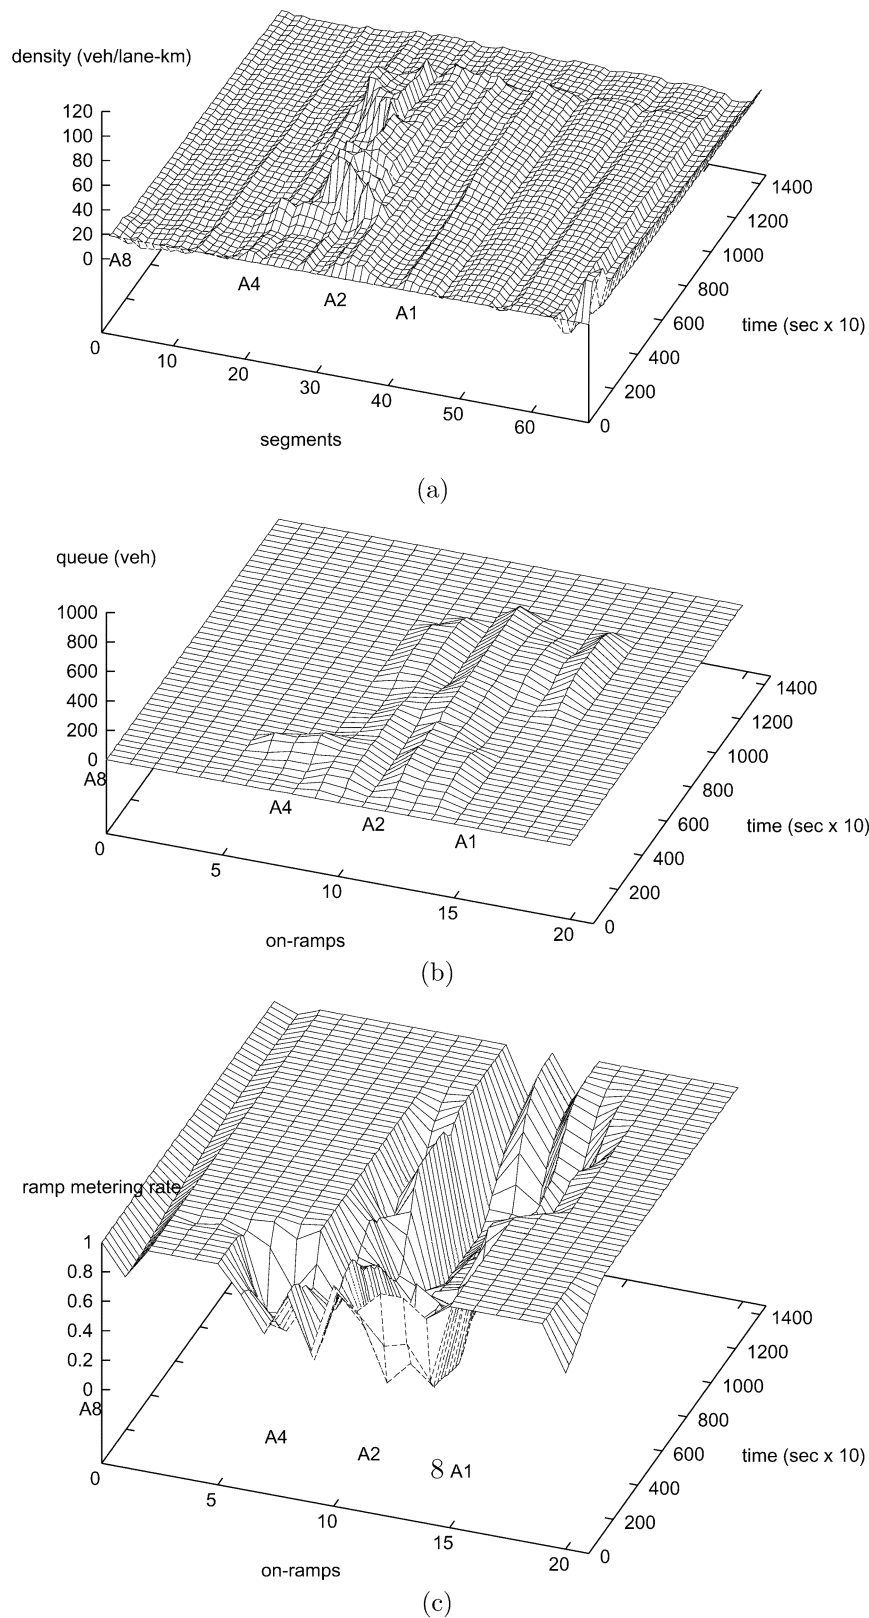 density (veh/lane-km)
120
100
80
60
40
20
0
A8
A4
A2
A1
0
10
20
30
40
50
60
segments
0
200
400
600
800
1000
1200
1400
time (sec x 10)
(a)
queue (veh)
1000
800
600
400
200
0
A8
A4
A2
A1
0
5
10
15
20
on-ramps
0
200
400
600
800
1000
1200
1400
time (sec x 10)
(b)
ramp metering rate
1
0.8
0.6
0.4
0.2
0
A8
A4
A2
8
A1
0
5
10
15
20
on-ramps
0
200
400
600
800
1000
1200
1400
time (sec x 10)
(c)